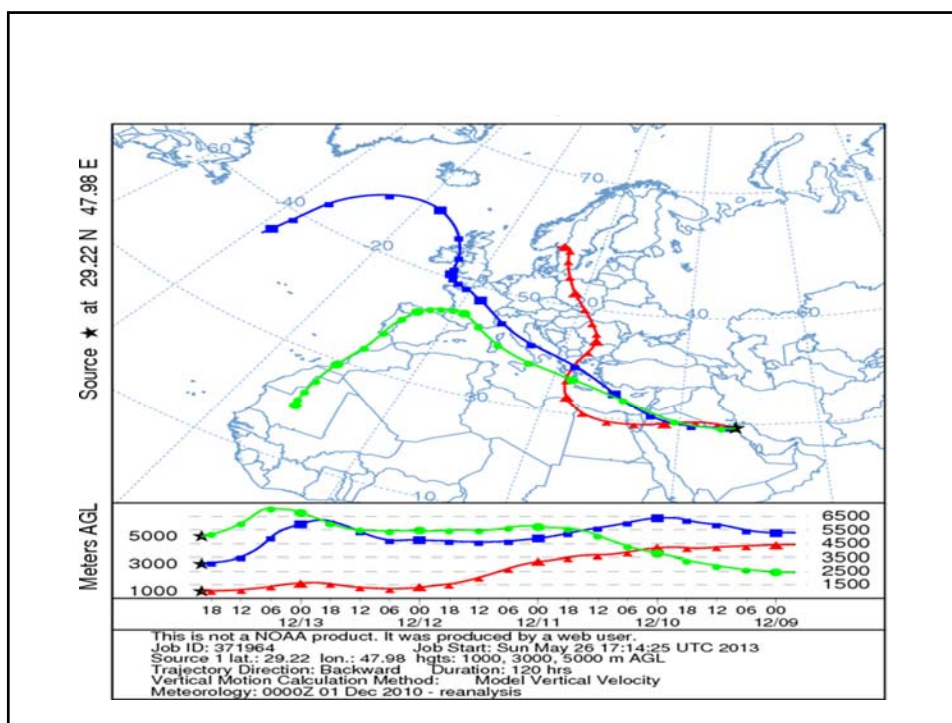 Source ★ at 29.22 N 47.98 E
60
-40
-20
70
0
50
20
40
40
60
30
20
10
Meters AGL
5000
3000
1000
6500
5500
4500
3500
2500
1500
18 12 06 00 18 12 06 00 18 12 06 00 18 12 06 00 18 12 06 00
12/13 12/12 12/11 12/10 12/09
This is not a NOAA product. It was produced by a web user.
Job ID: 371964 Job Start: Sun May 26 17:14:25 UTC 2013
Source 1 lat.: 29.22 lon.: 47.98 hgts: 1000, 3000, 5000 m AGL
Trajectory Direction: Backward Duration: 120 hrs
Vertical Motion Calculation Method: Model Vertical Velocity
Meteorology: 0000Z 01 Dec 2010 - reanalysis